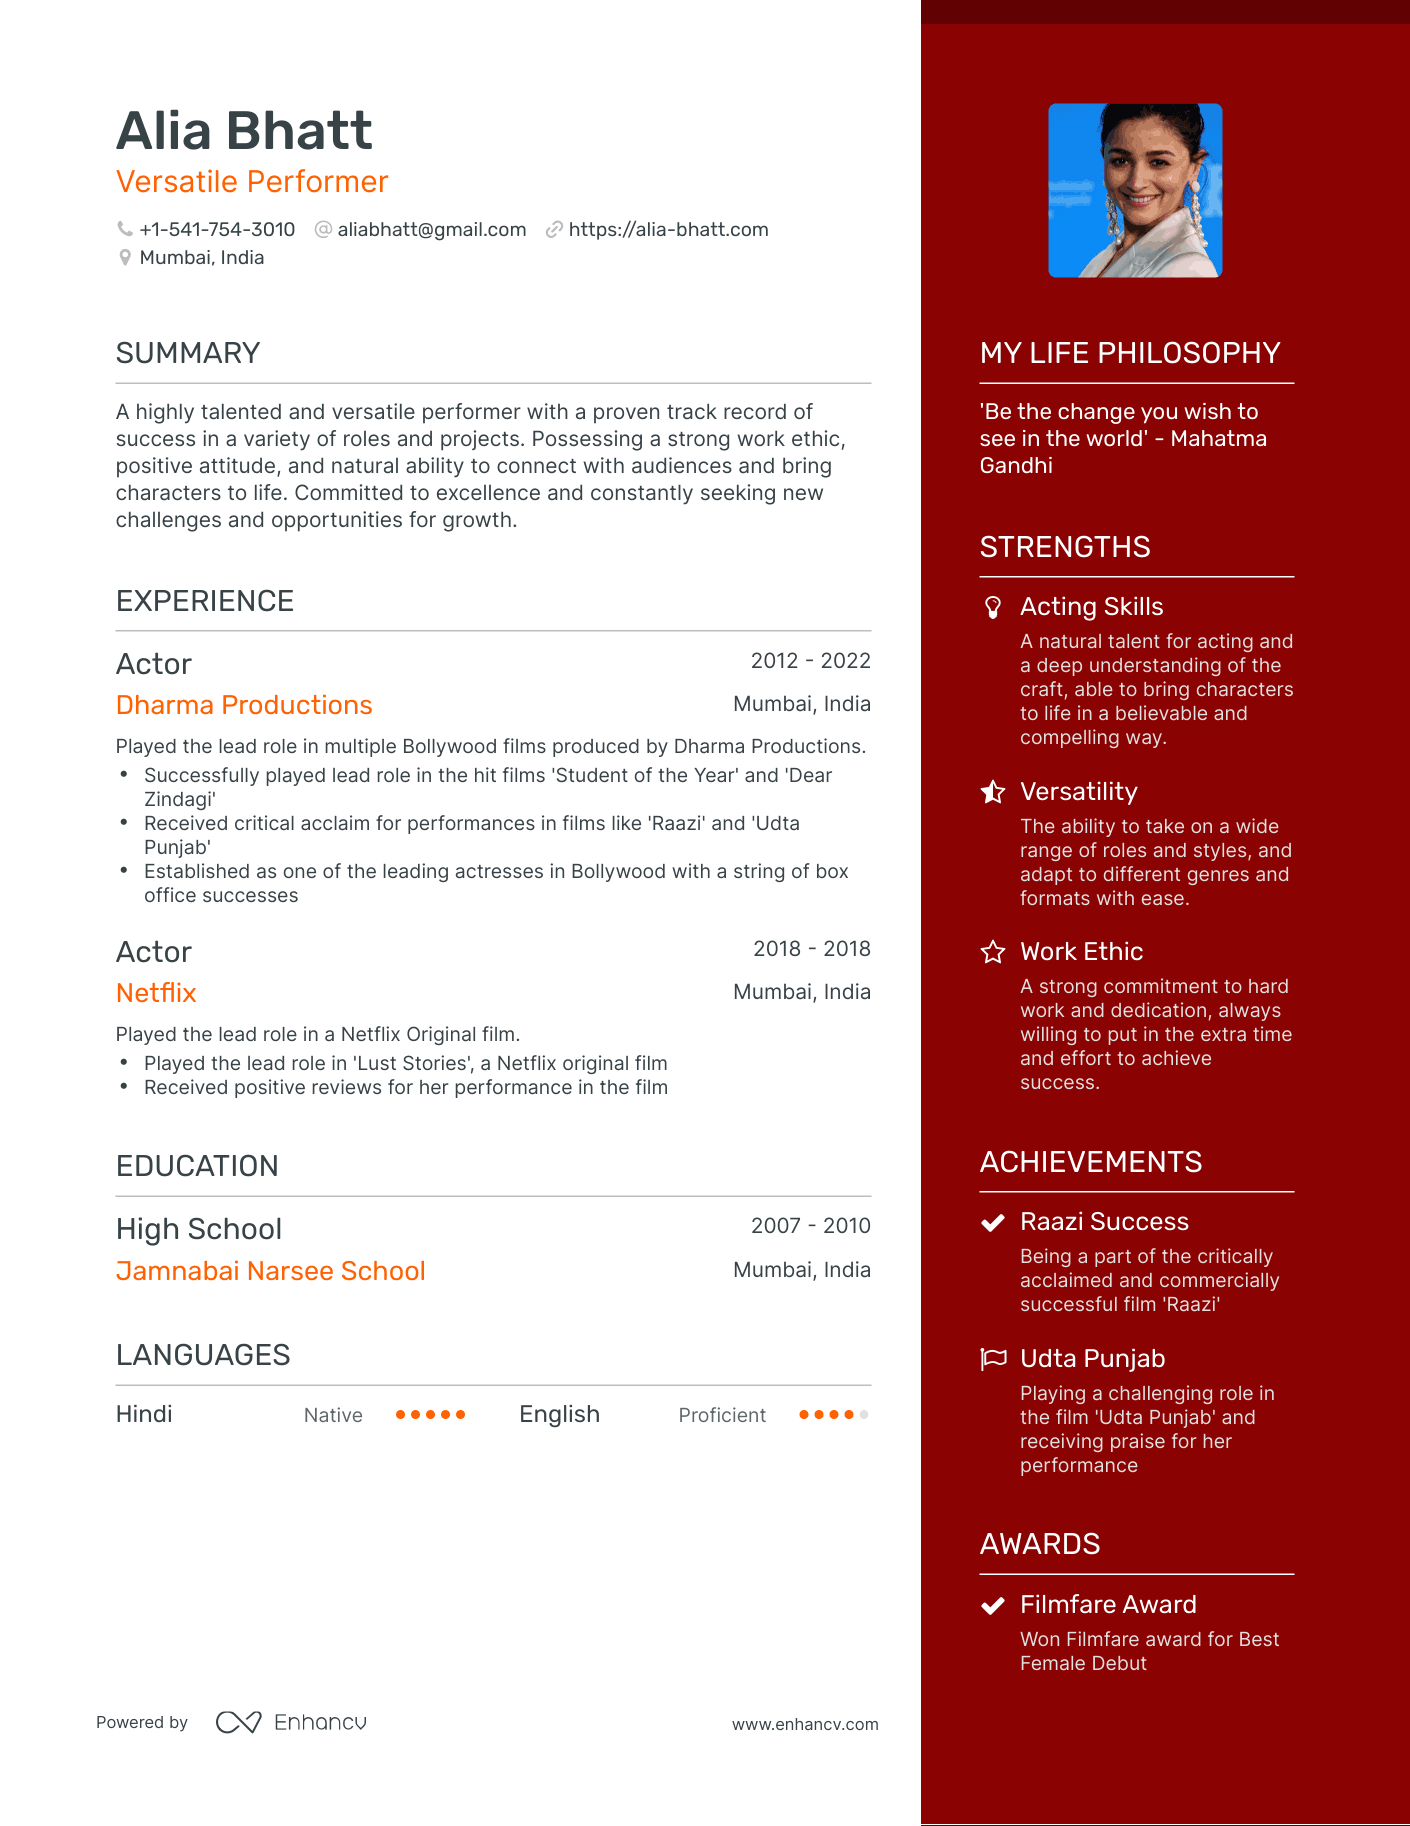 Alia Bhatt
Versatile Performer
+1-541-754-3010 aliabhatt@gmail.com https://alia-bhatt.com
Mumbai, India
SUMMARY
A highly talented and versatile performer with a proven track record of
success in a variety of roles and projects. Possessing a strong work ethic,
positive attitude, and natural ability to connect with audiences and bring
characters to life. Committed to excellence and constantly seeking new
challenges and opportunities for growth.
EXPERIENCE
Actor 2012 - 2022
Dharma Productions Mumbai, India
Played the lead role in multiple Bollywood films produced by Dharma Productions.
• Successfully played lead role in the hit films 'Student of the Year' and 'Dear
Zindagi'
• Received critical acclaim for performances in films like 'Raazi' and 'Udta
Punjab'
• Established as one of the leading actresses in Bollywood with a string of box
office successes
Actor 2018 - 2018
Netflix Mumbai, India
Played the lead role in a Netflix Original film.
• Played the lead role in 'Lust Stories', a Netflix original film
• Received positive reviews for her performance in the film
EDUCATION
High School 2007 - 2010
Jamnabai Narsee School Mumbai, India
LANGUAGES
Hindi Native English Proficient
Powered by Enhancv www.enhancv.com
MY LIFE PHILOSOPHY
'Be the change you wish to
see in the world' - Mahatma
Gandhi
STRENGTHS
Acting Skills
A natural talent for acting and
a deep understanding of the
craft, able to bring characters
to life in a believable and
compelling way.
Versatility
The ability to take on a wide
range of roles and styles, and
adapt to different genres and
formats with ease.
Work Ethic
A strong commitment to hard
work and dedication, always
willing to put in the extra time
and effort to achieve
success.
ACHIEVEMENTS
Raazi Success
Being a part of the critically
acclaimed and commercially
successful film 'Raazi'
Udta Punjab
Playing a challenging role in
the film 'Udta Punjab' and
receiving praise for her
performance
AWARDS
Filmfare Award
Won Filmfare award for Best
Female Debut